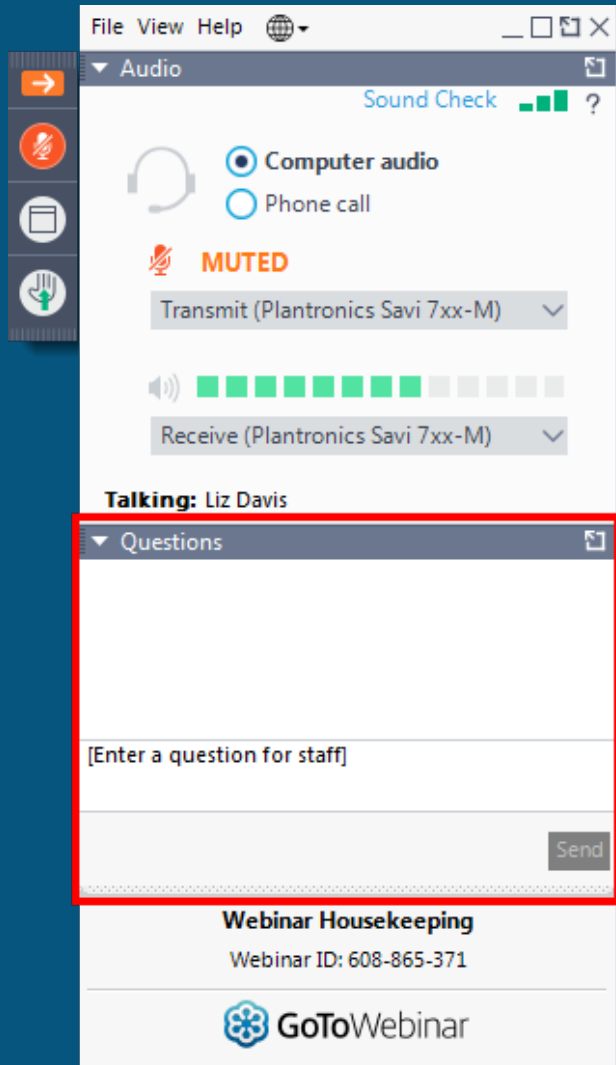 File View Help
Audio
Sound Check ?
Computer audio
Phone call
MUTED
Transmit (Plantronics Savi 7xx-M)
Receive (Plantronics Savi 7xx-M)
Talking: Liz Davis
Questions
[Enter a question for staff]
Send
Webinar Housekeeping
Webinar ID: 608-865-371
GoToWebinar